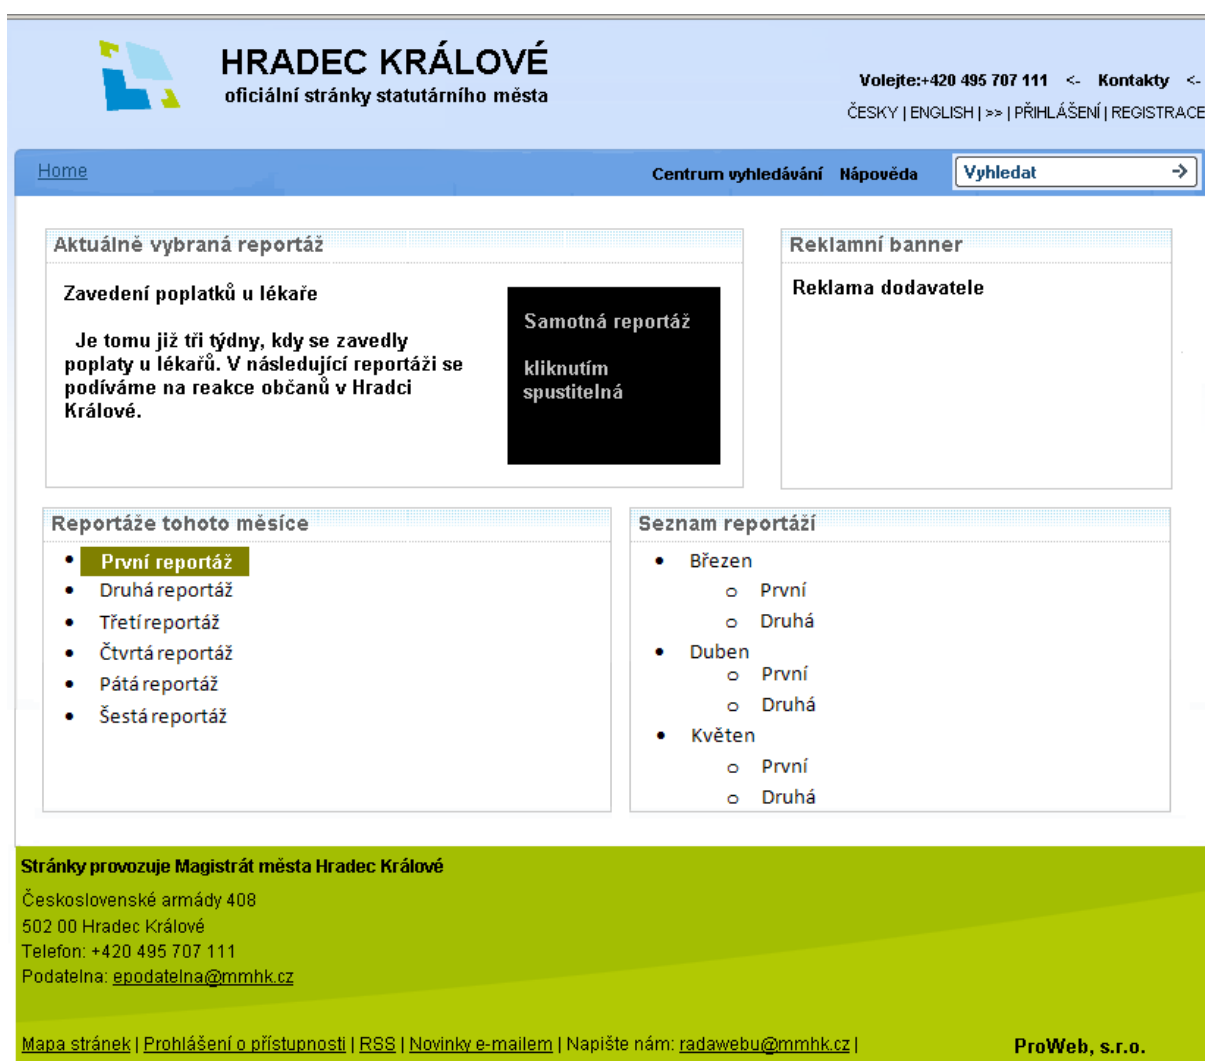 HRADEC KRÁLOVÉ
oficiální stránky statutárního města
Volejte:+420 495 707 111 <- Kontakty <-
ČESKY | ENGLISH | >> | PŘIHLÁŠENÍ | REGISTRACE
Home
Centrum vyhledávání Nápověda
Vyhledat
Aktuálně vybraná reportáž
Zavedení poplatků u lékaře
Je tomu již tři týdny, kdy se zavedly
poplaty u lékařů. V následující reportáži se
podíváme na reakce občanů v Hradci
Králové.
Samotná reportáž
kliknutím
spustitelná
Reklamní banner
Reklama dodavatele
Reportáže tohoto měsíce
• První reportáž
• Druhá reportáž
• Třetí reportáž
• Čtvrtá reportáž
• Pátá reportáž
• Šestá reportáž
Seznam reportáží
• Březen
o První
o Druhá
• Duben
o První
o Druhá
• Květen
o První
o Druhá
Stránky provozuje Magistrát města Hradec Králové
Československé armády 408
502 00 Hradec Králové
Telefon: +420 495 707 111
Podatelna: epodatelna@mmhk.cz
Mapa stránek | Prohlášení o přístupnosti | RSS | Novinky e-mailem | Napište nám: radawebu@mmhk.cz |
ProWeb, s.r.o.